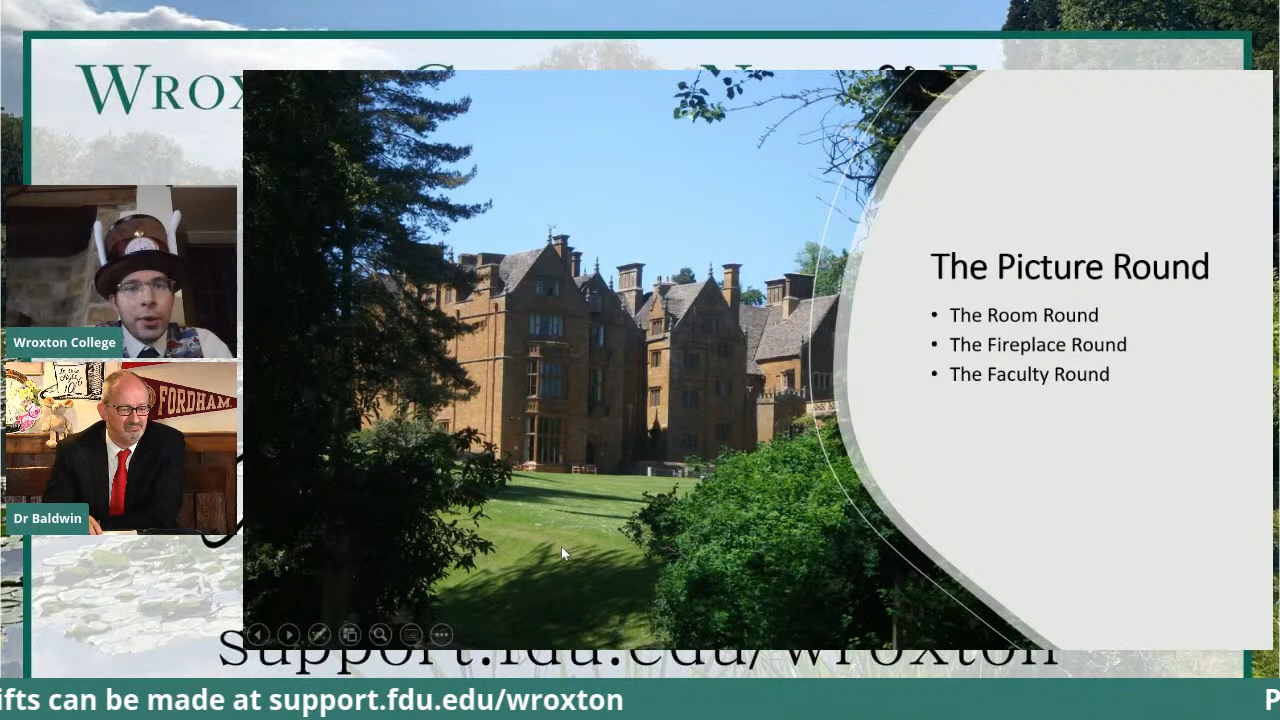 WROX
The Picture Round
• The Room Round
• The Fireplace Round
• The Faculty Round
Wroxton College
FORDHAM
Dr Baldwin
support.fdu.edu/wroxton
ifts can be made at support.fdu.edu/wroxton
P